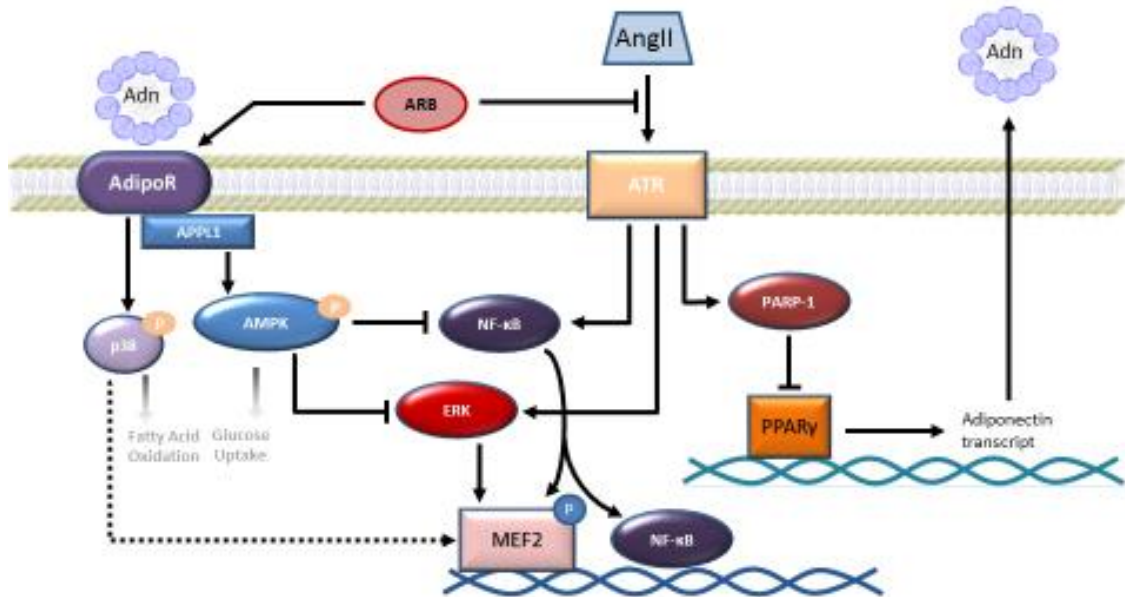 AngII
Adn
Adn
ARB
AdipoR
ATR
APPL1
PARP-1
P
AMPK
NF-κB
P
p38
ERK
PPARγ
Adiponectin
transcript
Fatty Acid
Oxidation
Glucose
Uptake
P
MEF2
NF-κB